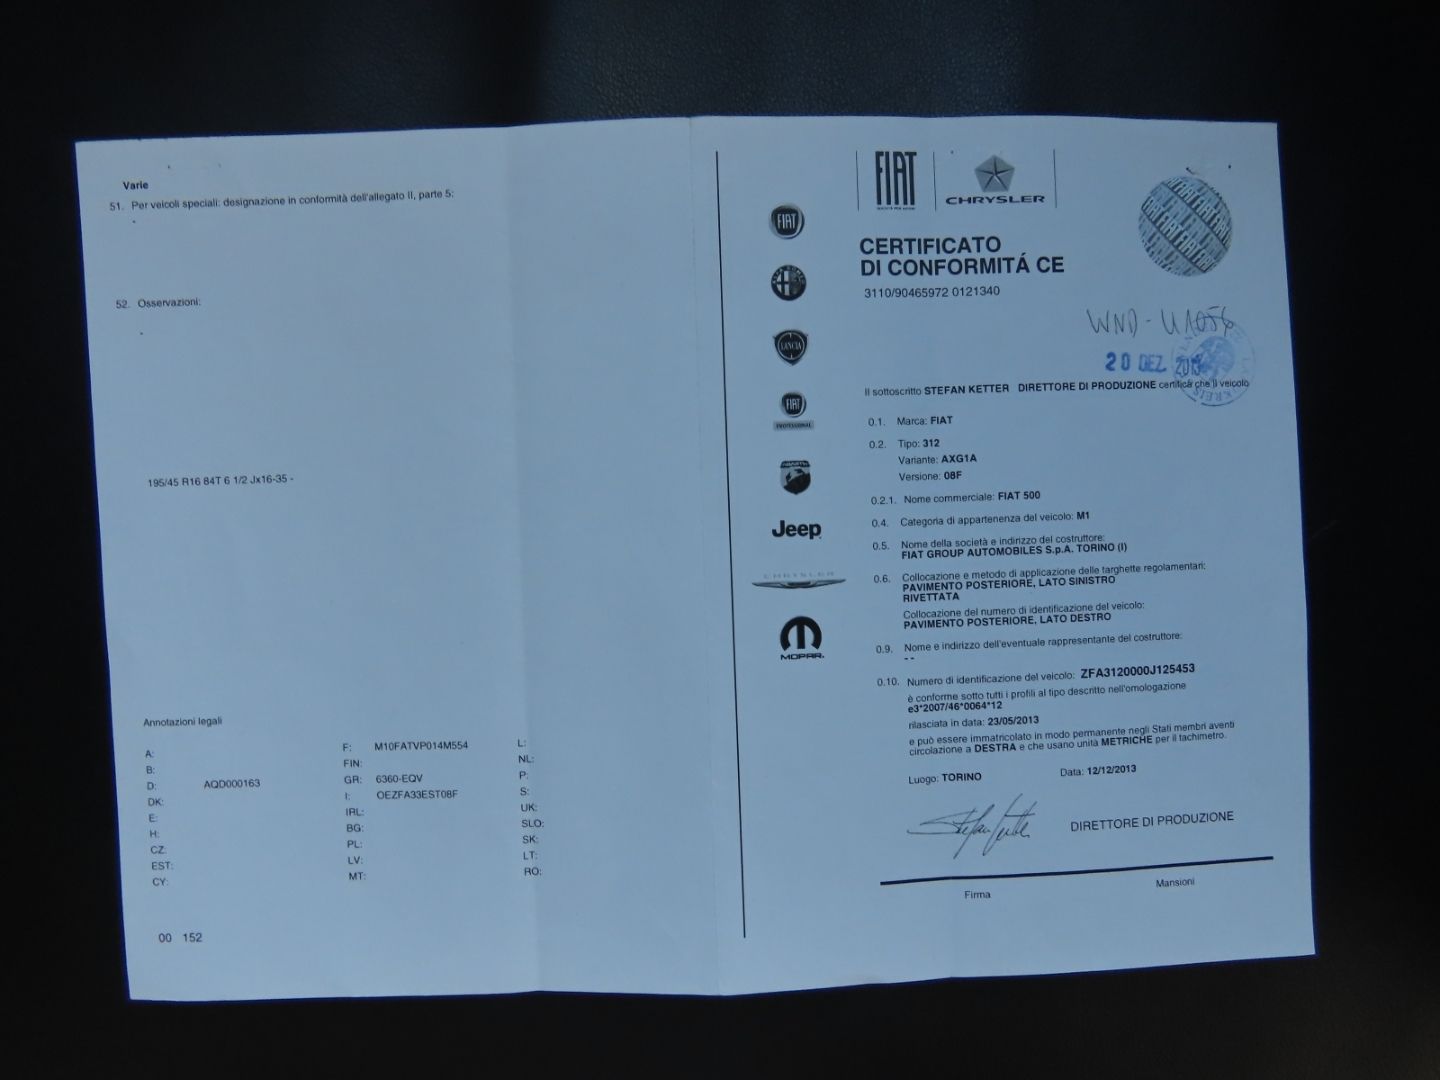 Varie
51. Per veicoli speciali: designazione in conformità dell'allegato II, parte 5:
-
52. Osservazioni:
-
195/45 R16 84T 6 1/2 Jx16-35 -
Annotazioni legali
A:
B:
D: AQD000163
DK:
E:
H:
CZ:
EST:
CY:
F: M10FATVP014M554
FIN:
GR: 6360-EQV
I: OEZFA33EST08F
IRL:
BG:
PL:
LV:
MT:
L:
NL:
P:
S:
UK:
SLO:
SK:
LT:
RO:
00 152
FIAT
CHRYSLER
FIAT
LANCIA
FIAT
PROFESSIONAL
ABARTH
Jeep
CHRYSLER
MOPAR
CERTIFICATO
DI CONFORMITÁ CE
3110/90465972 0121340
WND - U1054
20 DEZ. 2013
Il sottoscritto STEFAN KETTER DIRETTORE DI PRODUZIONE certifica che il veicolo
0.1. Marca: FIAT
0.2. Tipo: 312
Variante: AXG1A
Versione: 08F
0.2.1. Nome commerciale: FIAT 500
0.4. Categoria di appartenenza del veicolo: M1
0.5. Nome della società e indirizzo del costruttore:
FIAT GROUP AUTOMOBILES S.p.A. TORINO (I)
0.6. Collocazione e metodo di applicazione delle targhette regolamentari:
PAVIMENTO POSTERIORE, LATO SINISTRO
RIVETTATA
Collocazione del numero di identificazione del veicolo:
PAVIMENTO POSTERIORE, LATO DESTRO
0.9. Nome e indirizzo dell'eventuale rappresentante del costruttore:
- -
0.10. Numero di identificazione del veicolo: ZFA3120000J125453
è conforme sotto tutti i profili al tipo descritto nell'omologazione
e3*2007/46*0064*12
rilasciata in data: 23/05/2013
e può essere immatricolato in modo permanente negli Stati membri aventi
circolazione a DESTRA e che usano unità METRICHE per il tachimetro.
Luogo: TORINO Data: 12/12/2013
DIRETTORE DI PRODUZIONE
Firma Mansioni